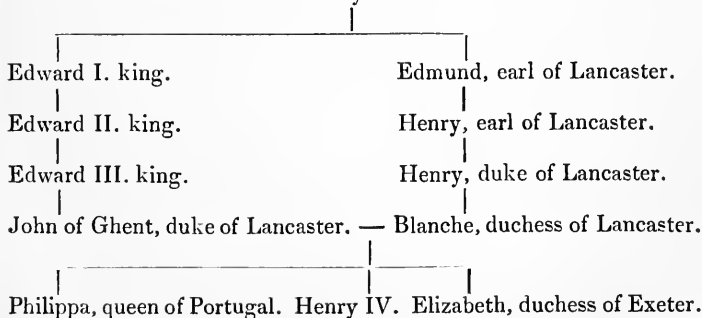 Edward I. king. Edmund, earl of Lancaster.
Edward II. king. Henry, earl of Lancaster.
Edward III. king. Henry, duke of Lancaster.
John of Ghent, duke of Lancaster. — Blanche, duchess of Lancaster.
Philippa, queen of Portugal. Henry IV. Elizabeth, duchess of Exeter.